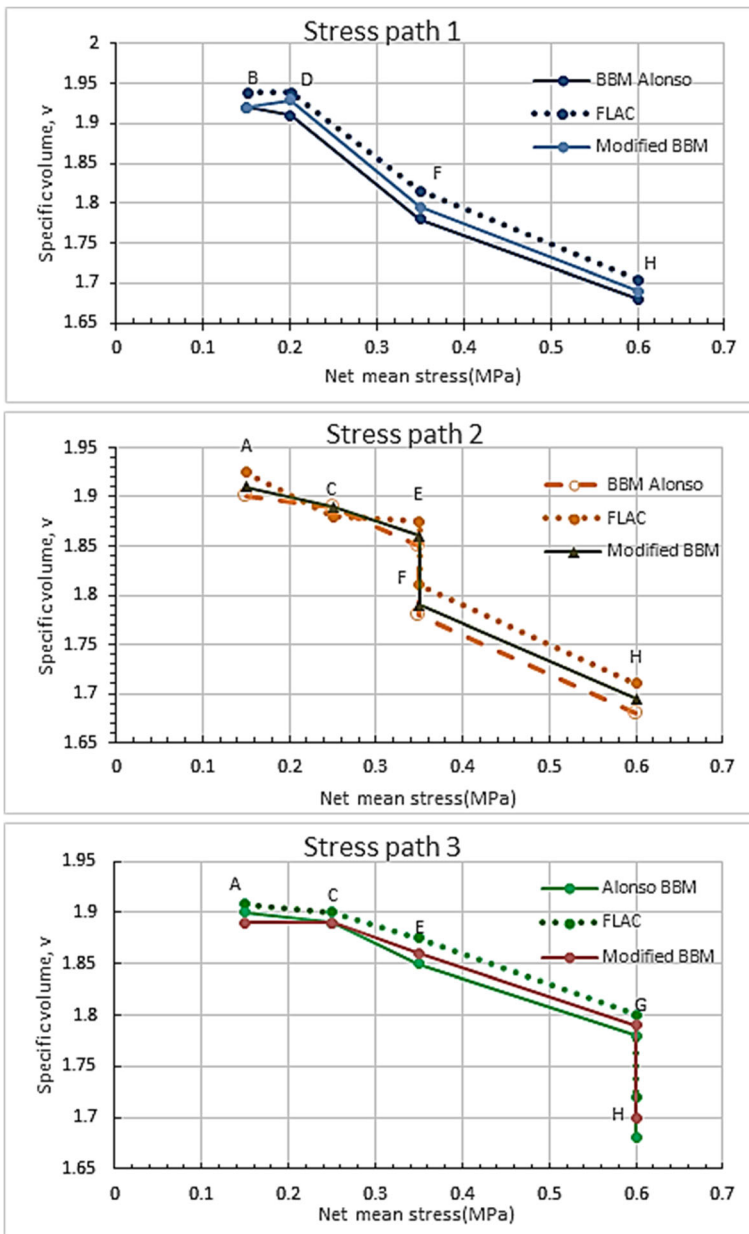 Stress path 1
2
1.95
1.9
1.85
1.8
1.75
1.7
1.65
Specific volume, v
B
D
F
H
BBM Alonso
FLAC
Modified BBM
0 0.1 0.2 0.3 0.4 0.5 0.6 0.7
Net mean stress(MPa)
Stress path 2
1.95
1.9
1.85
1.8
1.75
1.7
1.65
Specific volume, v
A
C
E
F
H
BBM Alonso
FLAC
Modified BBM
0 0.1 0.2 0.3 0.4 0.5 0.6 0.7
Net mean stress(MPa)
Stress path 3
1.95
1.9
1.85
1.8
1.75
1.7
1.65
Specific volume, v
A
C
E
G
H
Alonso BBM
FLAC
Modified BBM
0 0.1 0.2 0.3 0.4 0.5 0.6 0.7
Net mean stress(MPa)